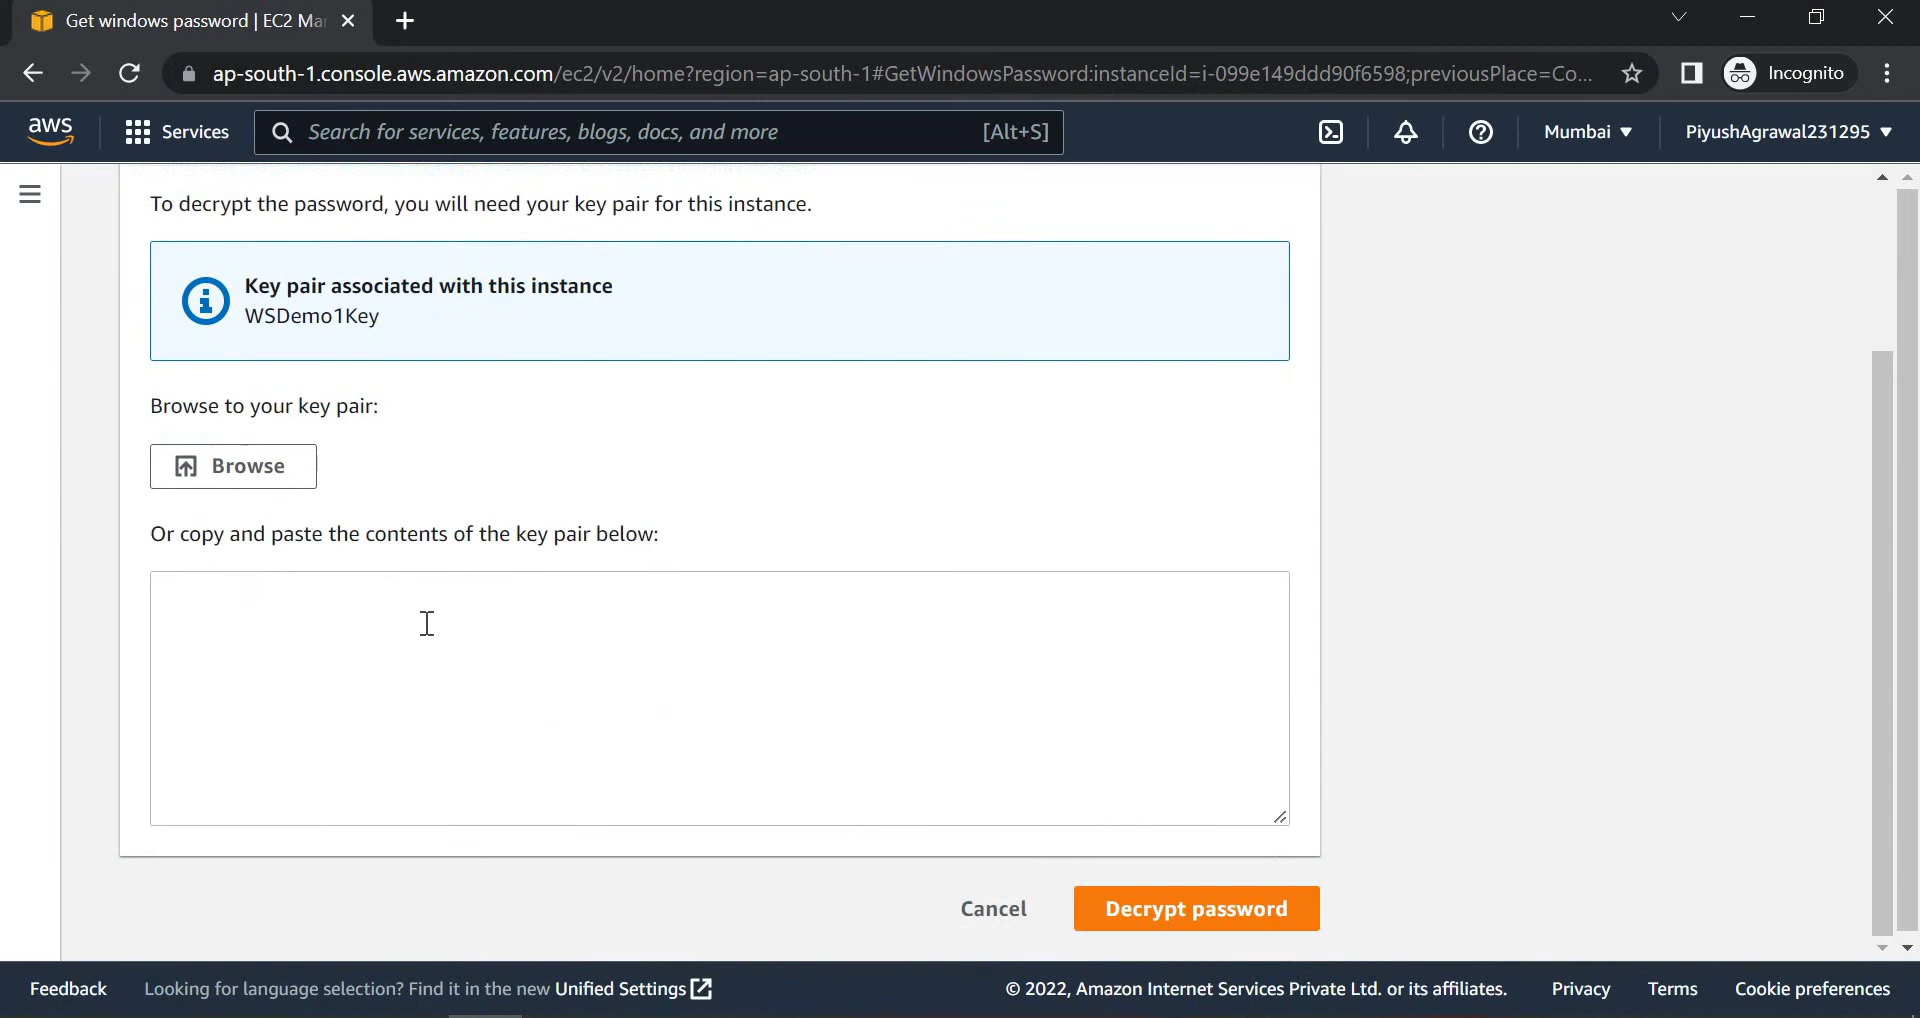 Get windows password | EC2 Ma
ap-south-1.console.aws.amazon.com/ec2/v2/home?region=ap-south-1#GetWindowsPassword:instanceId=i-099e149ddd90f6598;previousPlace=Co...
Incognito
aws
Services
Search for services, features, blogs, docs, and more
[Alt+S]
Mumbai
PiyushAgrawal231295
To decrypt the password, you will need your key pair for this instance.
Key pair associated with this instance
WSDemo1Key
Browse to your key pair:
Browse
Or copy and paste the contents of the key pair below:
Cancel
Decrypt password
Feedback
Looking for language selection? Find it in the new Unified Settings
© 2022, Amazon Internet Services Private Ltd. or its affiliates.
Privacy
Terms
Cookie preferences